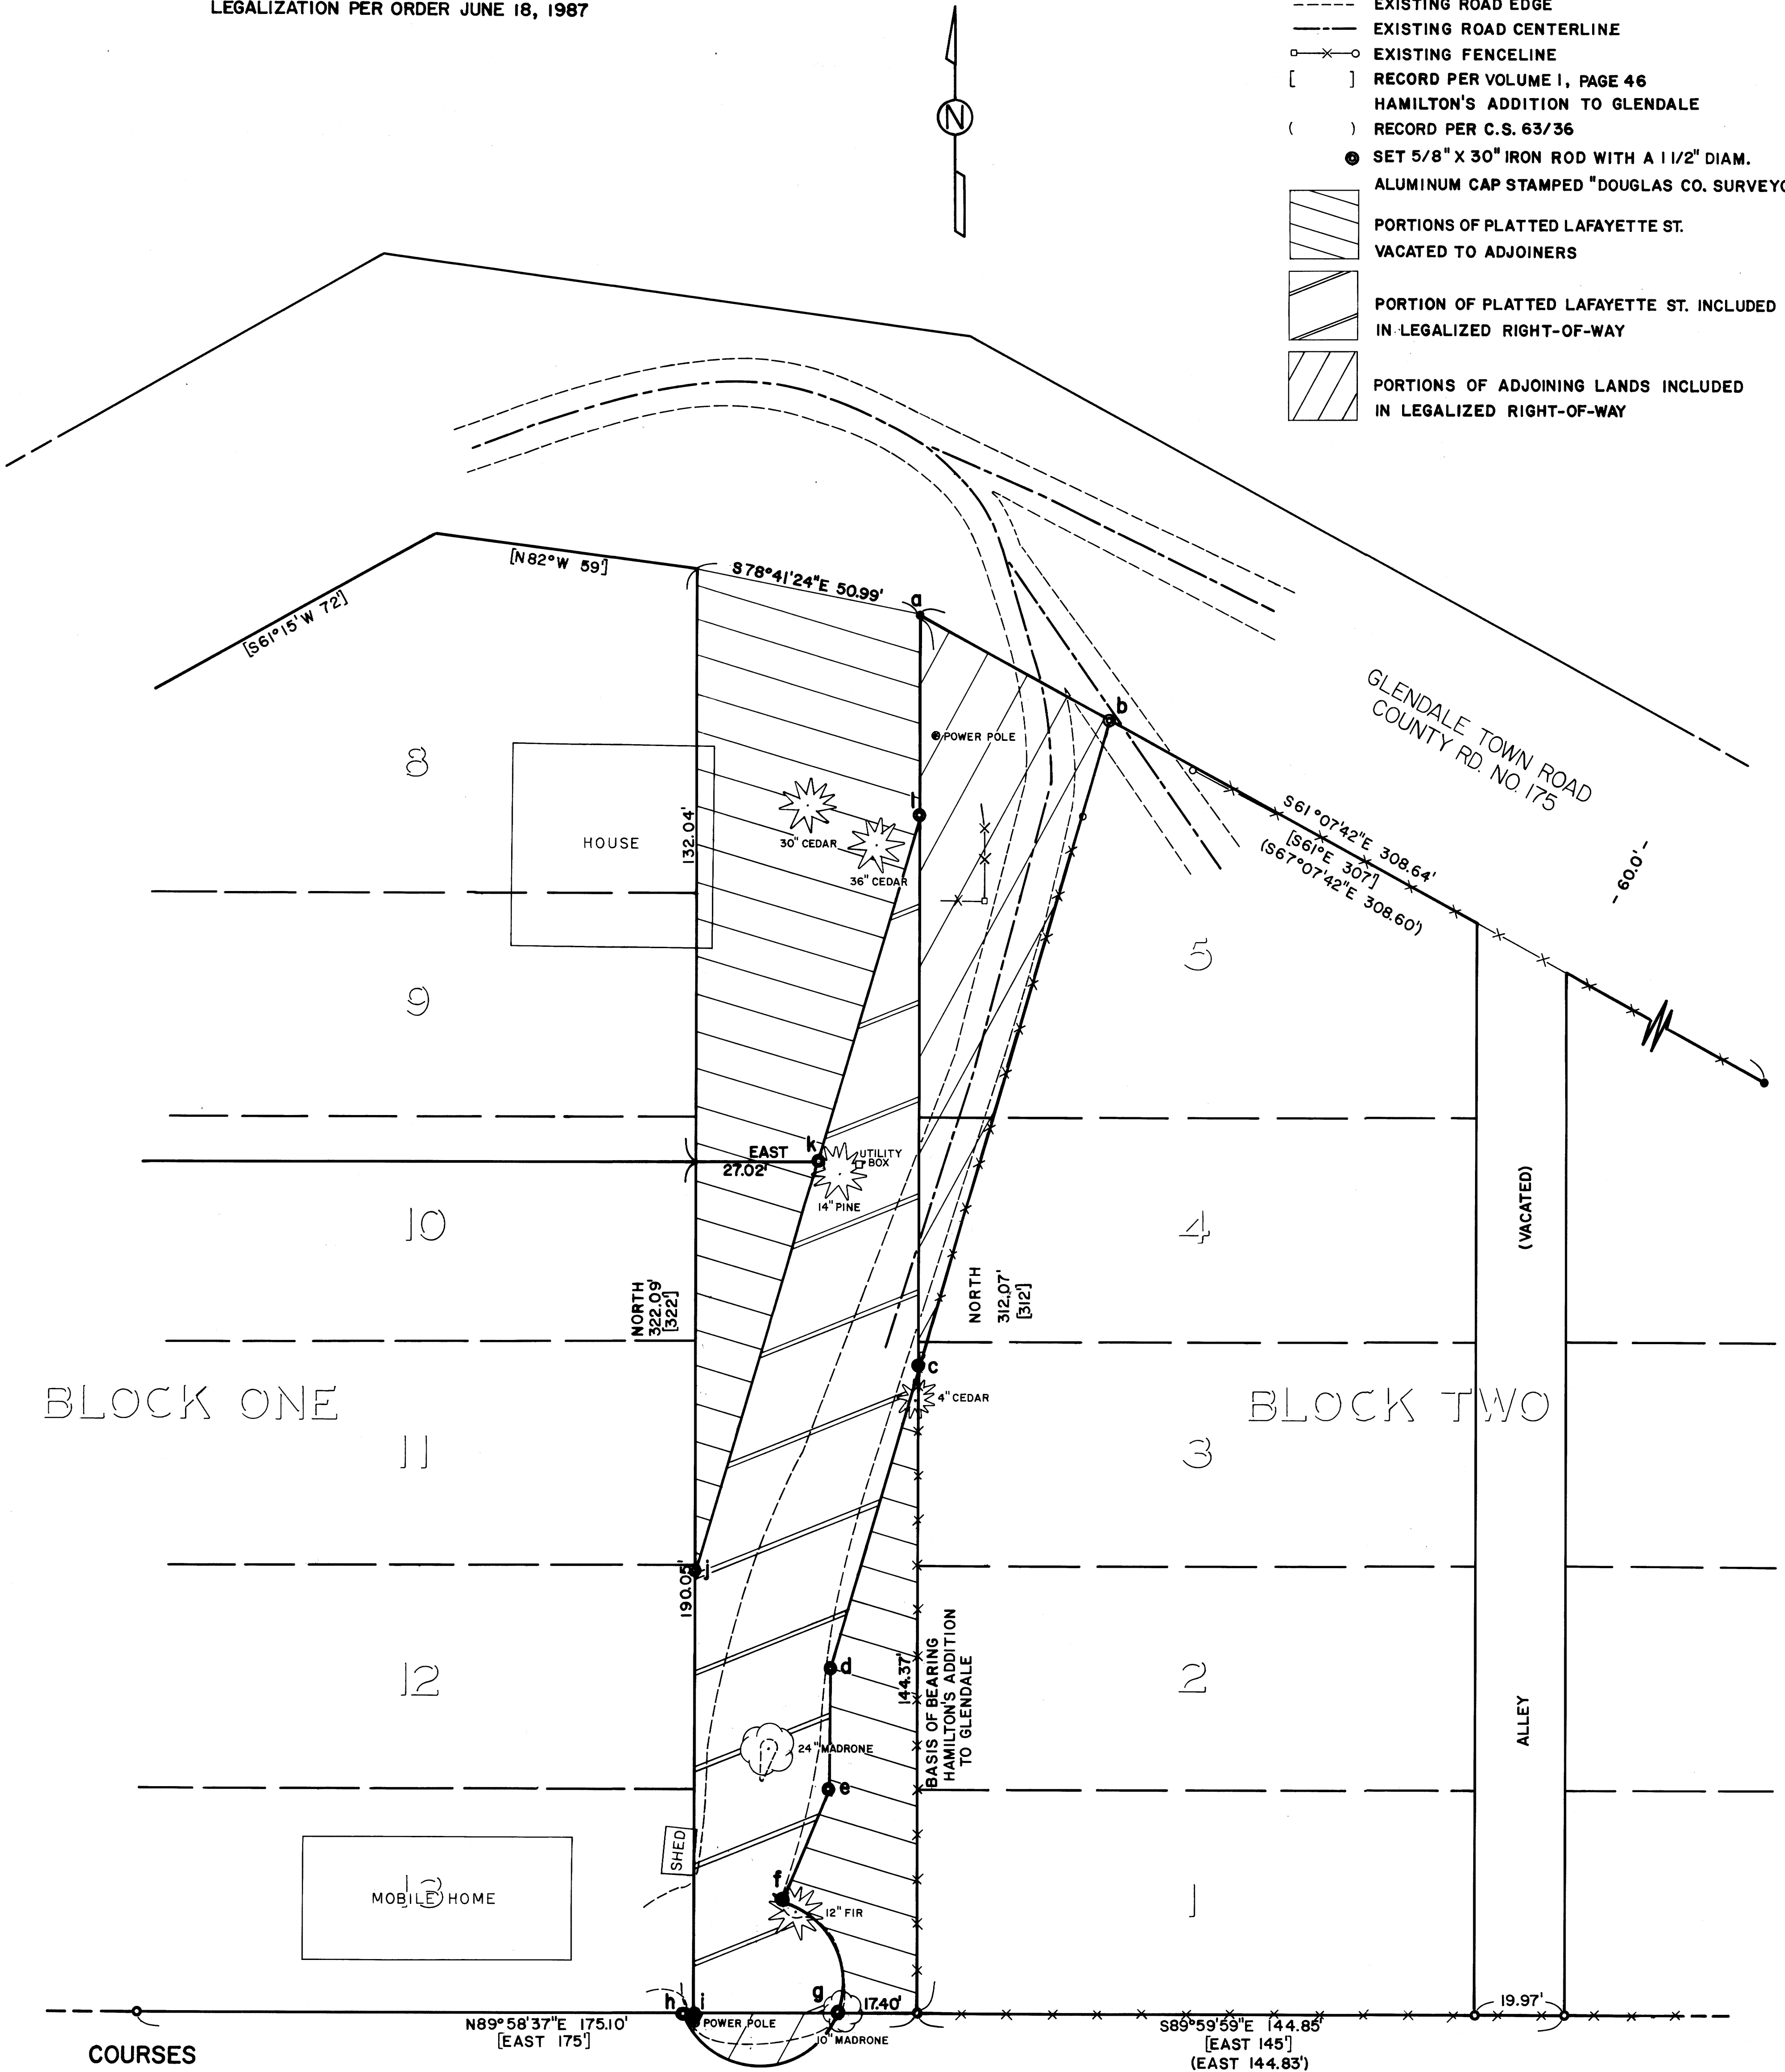 LEGALIZATION PER ORDER JUNE 18, 1987
EXISTING ROAD EDGE
EXISTING ROAD CENTERLINE
EXISTING FENCELINE
[ ] RECORD PER VOLUME 1, PAGE 46
HAMILTON'S ADDITION TO GLENDALE
( ) RECORD PER C.S. 63/36
SET 5/8" X 30" IRON ROD WITH A 1 1/2" DIAM.
ALUMINUM CAP STAMPED "DOUGLAS CO. SURVEYO
PORTIONS OF PLATTED LAFAYETTE ST.
VACATED TO ADJOINERS
PORTION OF PLATTED LAFAYETTE ST. INCLUDED
IN LEGALIZED RIGHT-OF-WAY
PORTIONS OF ADJOINING LANDS INCLUDED
IN LEGALIZED RIGHT-OF-WAY
N
[N82°W 59']
S78°41'24"E 50.99'
[S61°15'W 72']
a
b
GLENDALE TOWN ROAD
COUNTY RD. NO. 175
POWER POLE
8
HOUSE
132.04'
30" CEDAR
36" CEDAR
l
S61°07'42"E 308.64'
[S61°E 307']
(S67°07'42"E 308.60')
- 60.0' -
5
9
EAST
27.02'
k
UTILITY
BOX
14" PINE
10
4
(VACATED)
NORTH
322.09'
[322']
NORTH
312.07'
[312']
c
4" CEDAR
BLOCK ONE
BLOCK TWO
11
3
j
190.05'
12
d
144.37'
BASIS OF BEARING
HAMILTON'S ADDITION
TO GLENDALE
2
ALLEY
24" MADRONE
e
SHED
13
MOBILE HOME
f
12" FIR
1
h
i
g
17.40'
19.97'
N89°58'37"E 175.10'
[EAST 175']
POWER POLE
10" MADRONE
S89°59'59"E 144.85'
[EAST 145']
(EAST 144.83')
COURSES